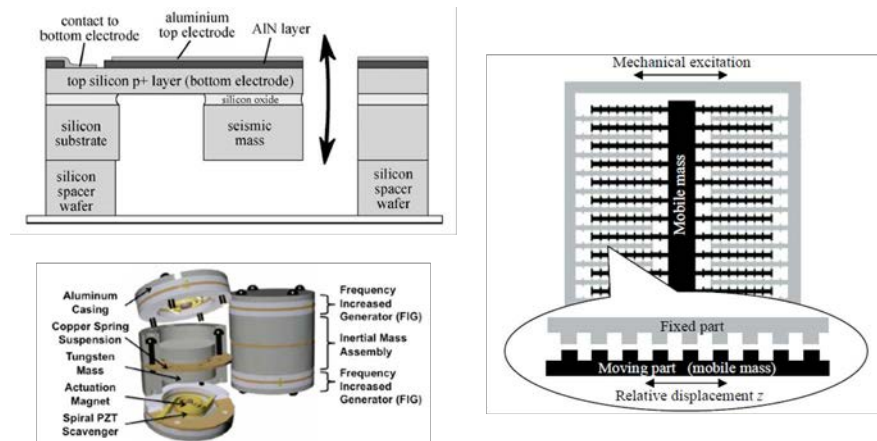 contact to
bottom electrode
aluminium
top electrode
AlN layer
top silicon p+ layer (bottom electrode)
silicon oxide
silicon
substrate
seismic
mass
silicon
spacer
wafer
silicon
spacer
wafer
Aluminum
Casing
Copper Spring
Suspension
Tungsten
Mass
Actuation
Magnet
Spiral PZT
Scavenger
Frequency
Increased
Generator (FIG)
Inertial Mass
Assembly
Frequency
Increased
Generator (FIG)
Mechanical excitation
Mobile mass
Fixed part
Moving part (mobile mass)
Relative displacement z